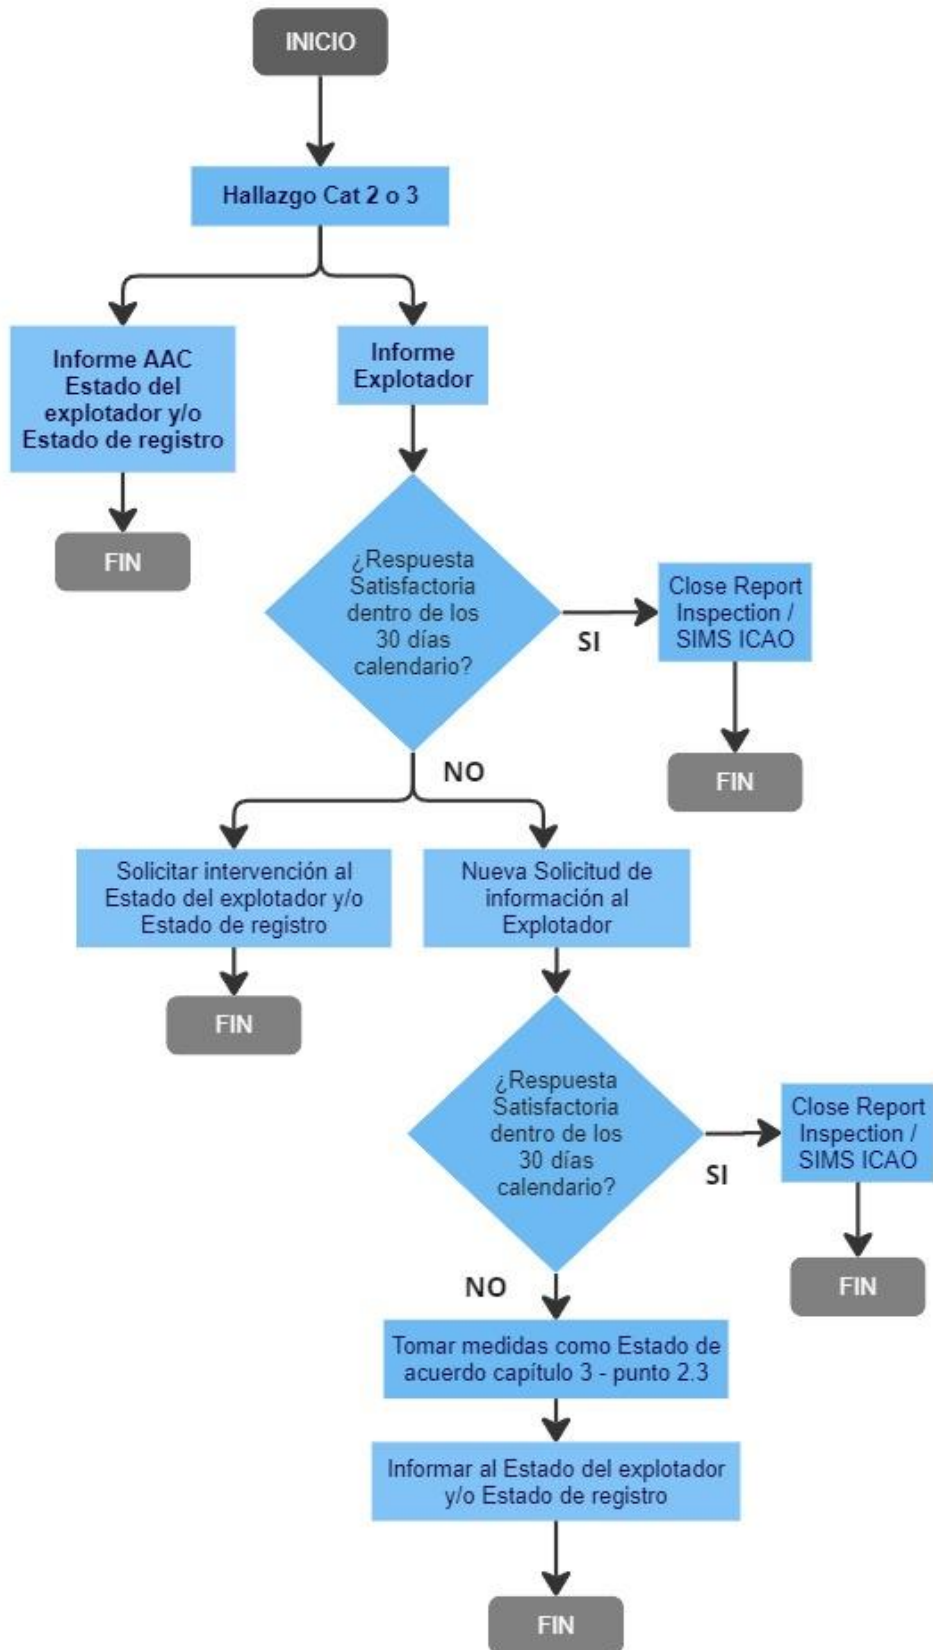 INICIO
Hallazgo Cat 2 o 3
Informe AAC
Estado del
explotador y/o
Estado de registro
Informe
Explotador
FIN
¿Respuesta
Satisfactoria
dentro de los
30 días
calendario?
SI
Close Report
Inspection /
SIMS ICAO
FIN
NO
Solicitar intervención al
Estado del explotador y/o
Estado de registro
Nueva Solicitud de
información al
Explotador
FIN
¿Respuesta
Satisfactoria
dentro de los
30 días
calendario?
SI
Close Report
Inspection /
SIMS ICAO
FIN
NO
Tomar medidas como Estado de
acuerdo capítulo 3 - punto 2.3
Informar al Estado del explotador
y/o Estado de registro
FIN